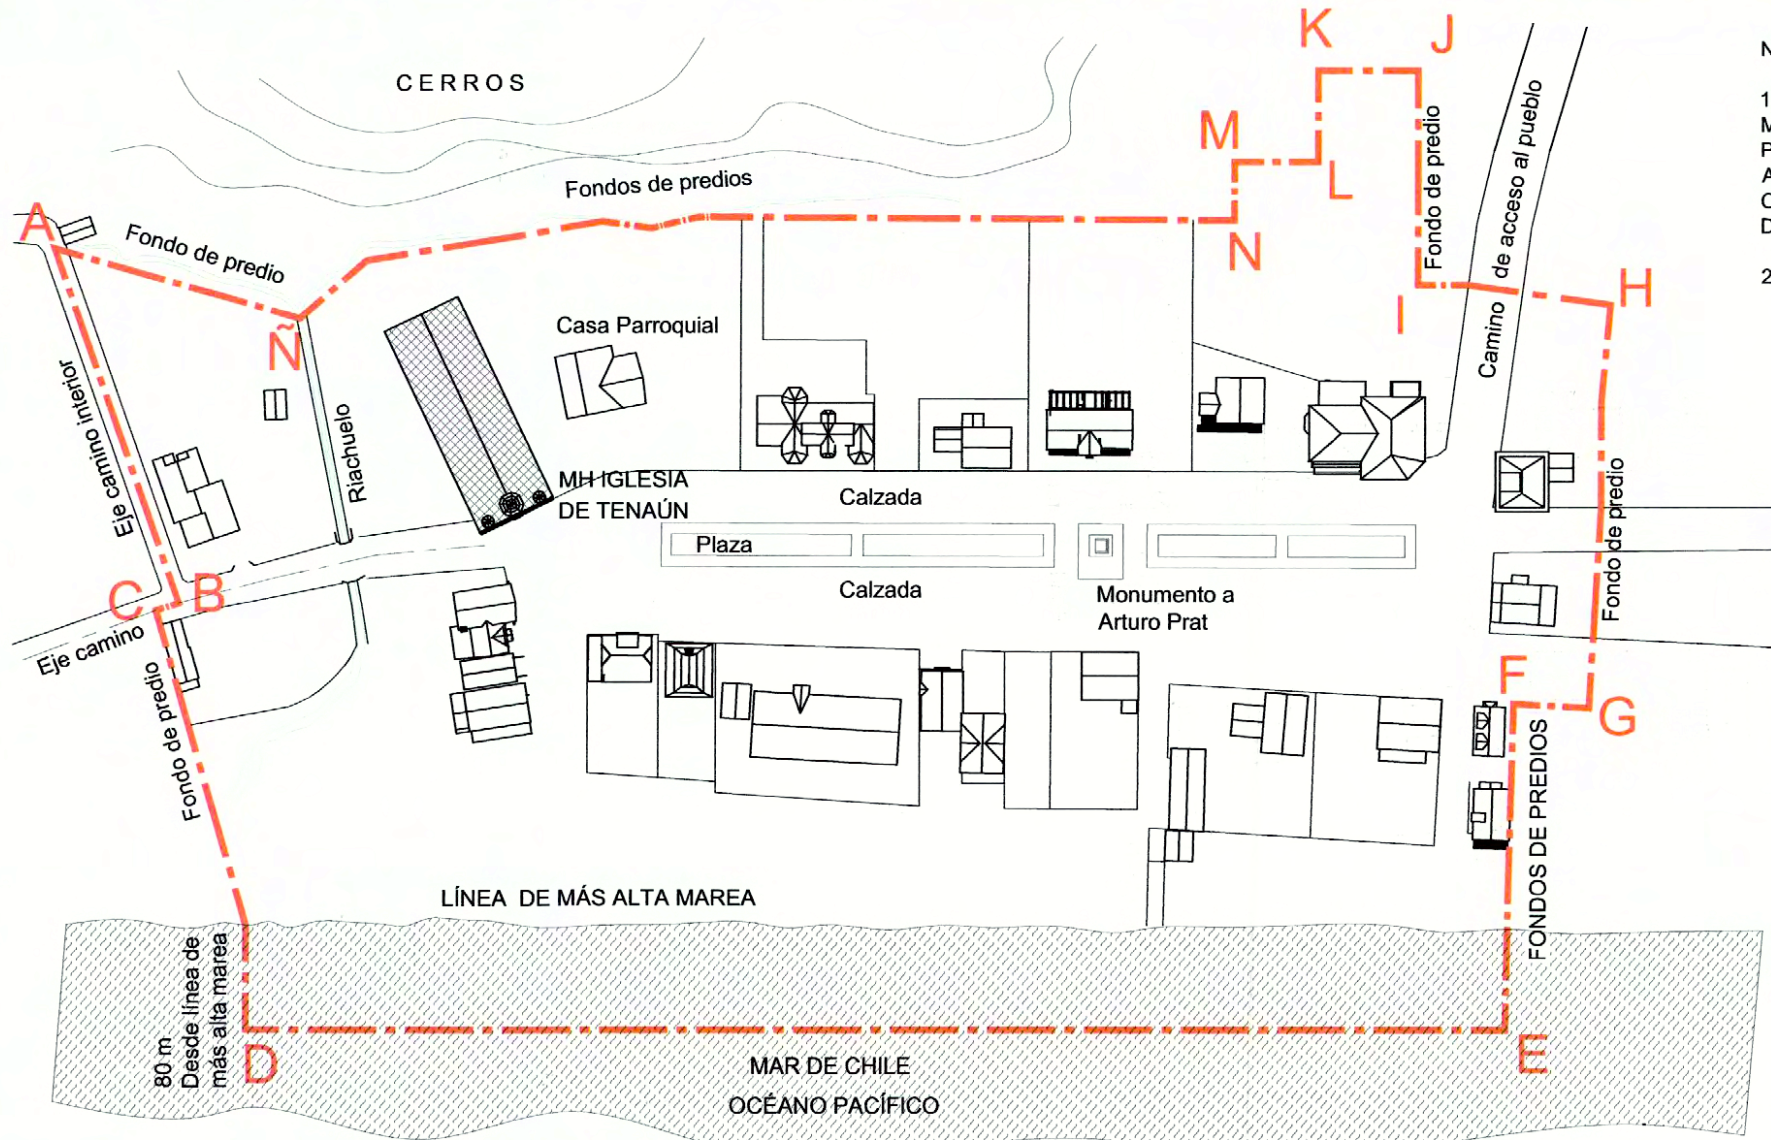 K
J
N
CERROS
1
M
M
P
Fondos de predios
L
Fondo de predio
Camino de acceso al pueblo
A
C
D
A
Fondo de predio
N
2
H
I
Ñ
Casa Parroquial
Eje camino interior
Riachuelo
MH IGLESIA
DE TENAÚN
Calzada
Plaza
Fondo de predio
Calzada
Monumento a
Arturo Prat
C
B
Eje camino
Fondo de predio
F
G
FONDOS DE PREDIOS
LÍNEA DE MÁS ALTA MAREA
80 m
Desde línea de
más alta marea
D
E
MAR DE CHILE
OCÉANO PACÍFICO